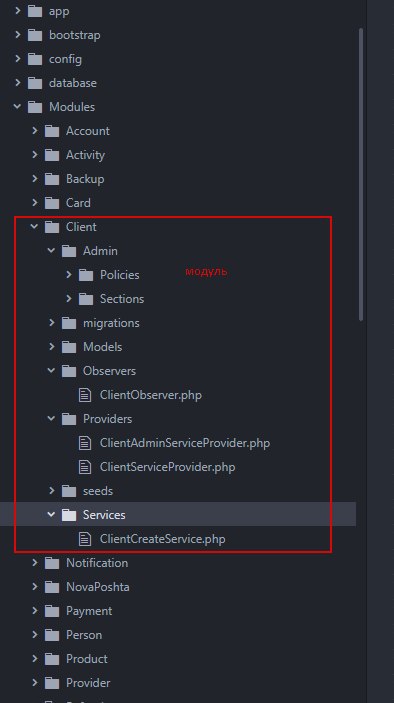 app
bootstrap
config
database
Modules
Account
Activity
Backup
Card
Client
Admin
Policies
модуль
Sections
migrations
Models
Observers
ClientObserver.php
Providers
ClientAdminServiceProvider.php
ClientServiceProvider.php
seeds
Services
ClientCreateService.php
Notification
NovaPoshta
Payment
Person
Product
Provider